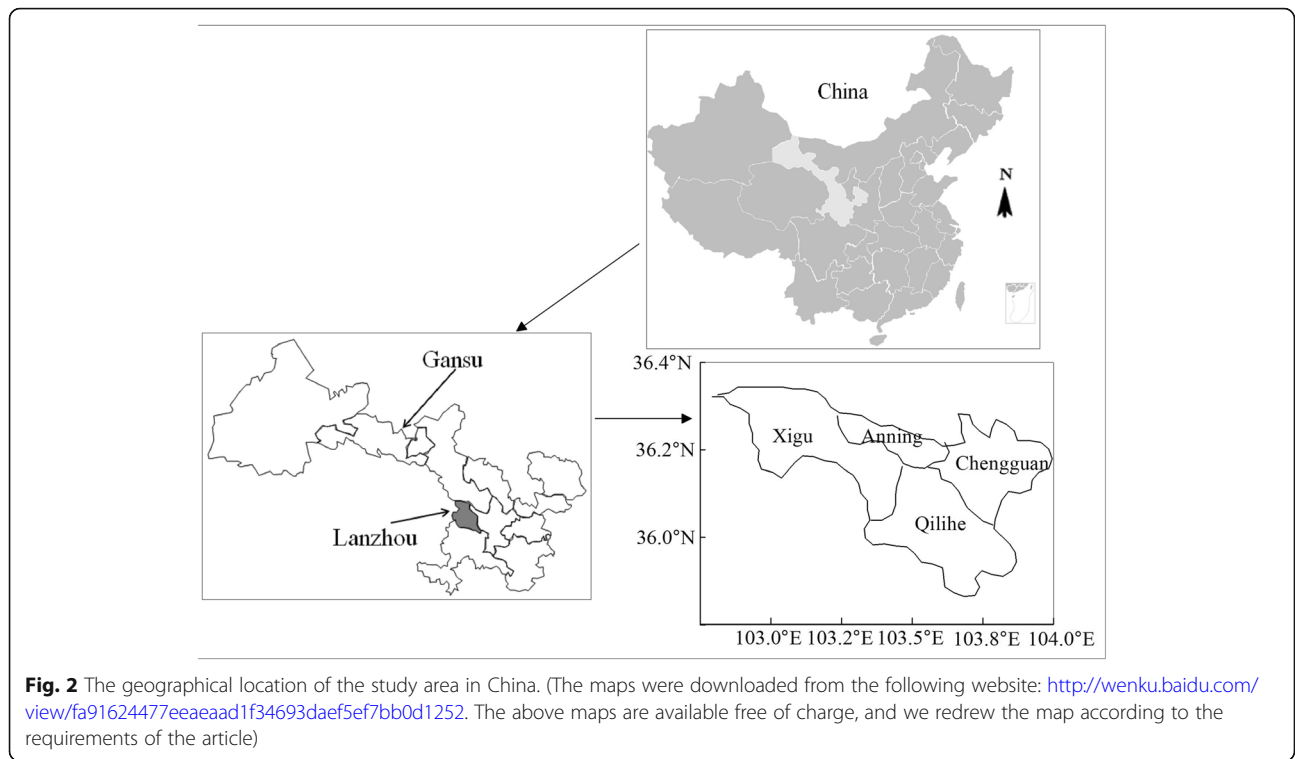 China
N
Gansu
Lanzhou
36.4°N
36.2°N
36.0°N
Xigu
Anning
Chengguan
Qilihe
103.0°E 103.2°E 103.5°E 103.8°E 104.0°E
Fig. 2 The geographical location of the study area in China. (The maps were downloaded from the following website: http://wenku.baidu.com/
view/fa91624477eeaeaad1f34693daef5ef7bb0d1252. The above maps are available free of charge, and we redrew the map according to the
requirements of the article)